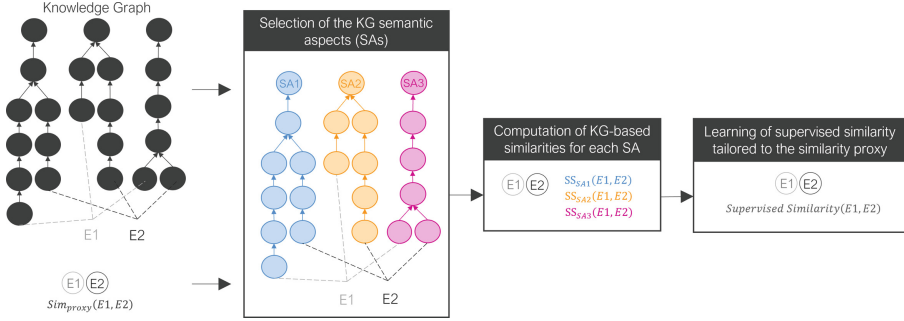 Knowledge Graph
E1
E2
E1 E2
Sim_proxy(E1,E2)
Selection of the KG semantic
aspects (SAs)
SA1 SA2 SA3
E1
E2
Computation of KG-based
similarities for each SA
E1 E2
SS_SA1(E1,E2)
SS_SA2(E1,E2)
SS_SA3(E1,E2)
Learning of supervised similarity
tailored to the similarity proxy
E1 E2
Supervised Similarity(E1,E2)